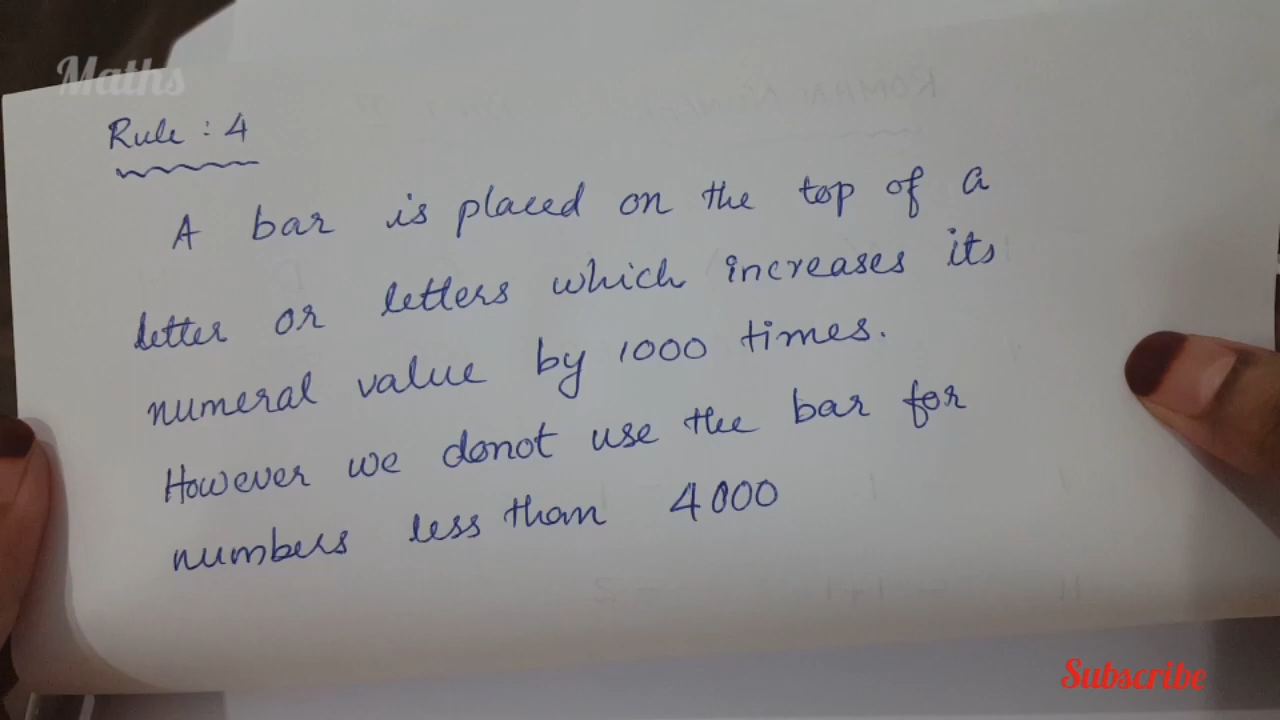 Maths
Rule : 4
A bar is placed on the top of a
letter or letters which increases its
numeral value by 1000 times.
However we donot use the bar for
numbers less than 4000
Subscribe